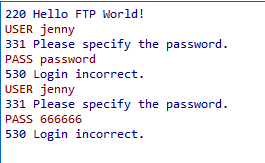 220 Hello FTP World!
USER jenny
331 Please specify the password.
PASS password
530 Login incorrect.
USER jenny
331 Please specify the password.
PASS 666666
530 Login incorrect.